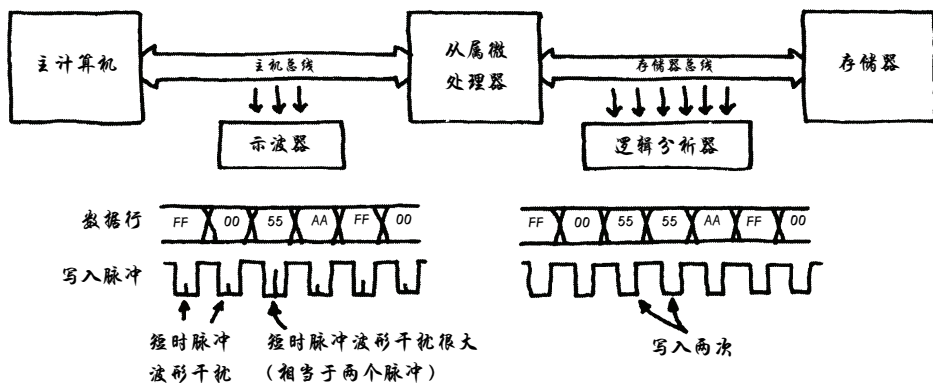 主计算机
主机总线
从属微
处理器
存储器总线
存储器
示波器
逻辑分析器
数据行 FF 00 55 AA FF 00
FF 00 55 55 AA FF 00
写入脉冲
短时脉冲
波形干扰
短时脉冲波形干扰很大
（相当于两个脉冲）
写入两次